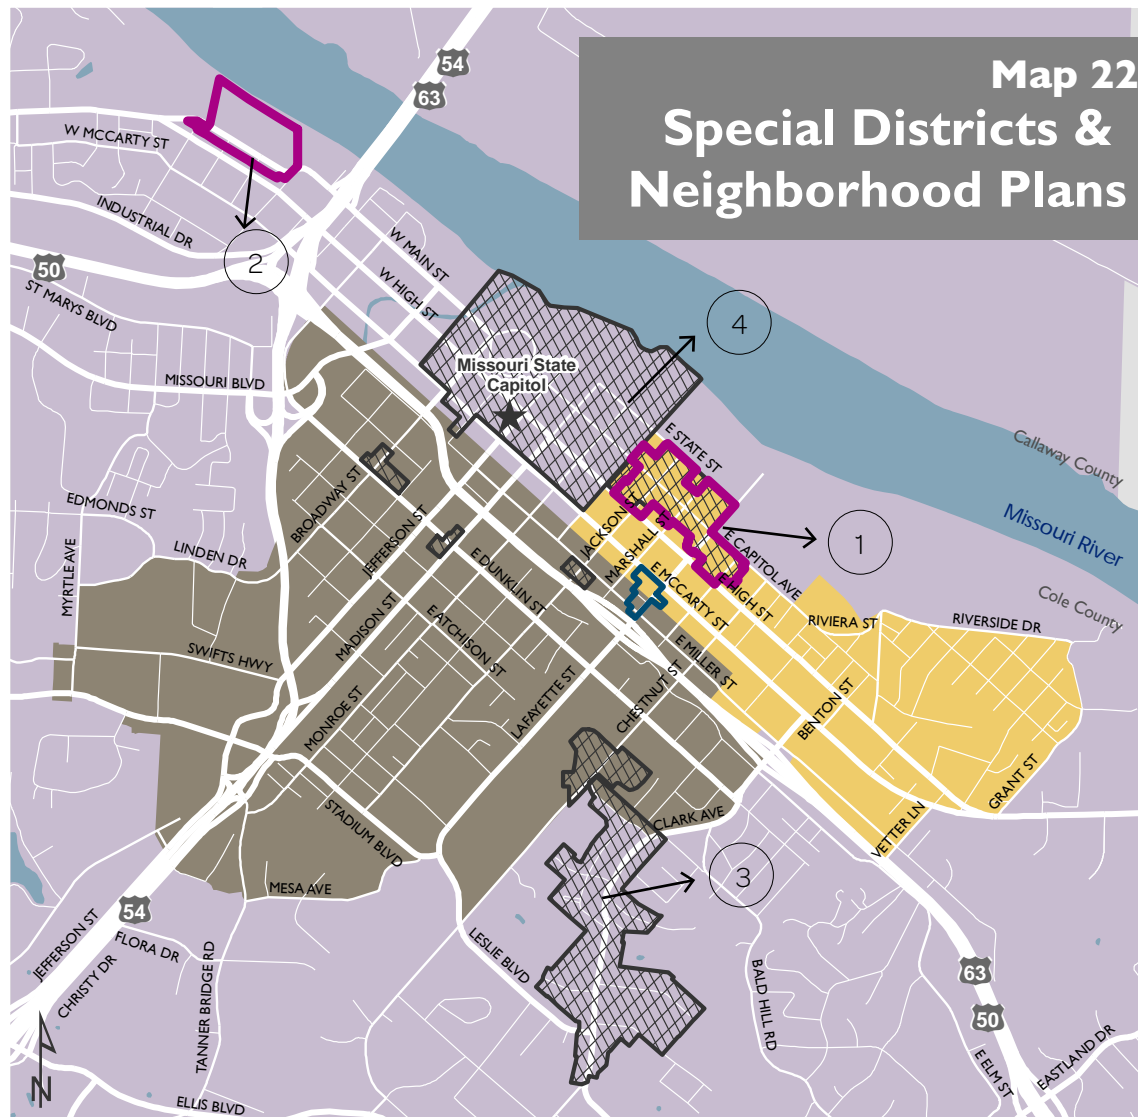 Map 22
Special Districts &
Neighborhood Plans
54
63
W MCCARTY ST
INDUSTRIAL DR
2
50
ST MARYS BLVD
W MAIN ST
W HIGH ST
4
MISSOURI BLVD
Missouri State
Capitol
E STATE ST
Callaway County
Missouri River
Cole County
EDMONDS ST
BROADWAY ST
JEFFERSON ST
LINDEN DR
MYRTLE AVE
JACKSON ST
MARSHALL ST
E CAPITOL AVE
1
E DUNKLIN ST
E MCCARTY ST
E HIGH ST
RIVIERA ST
RIVERSIDE DR
MADISON ST
E ATCHISON ST
E MILLER ST
SWIFTS HWY
MONROE ST
LAFAYETTE ST
CHESTNUT ST
BENTON ST
GRANT ST
STADIUM BLVD
CLARK AVE
VETTER LN
3
MESA AVE
54
JEFFERSON ST
FLORA DR
CHRISTY DR
TANNER BRIDGE RD
LESLIE BLVD
BALD HILL RD
63
50
E ELM ST
EASTLAND DR
N
ELLIS BLVD